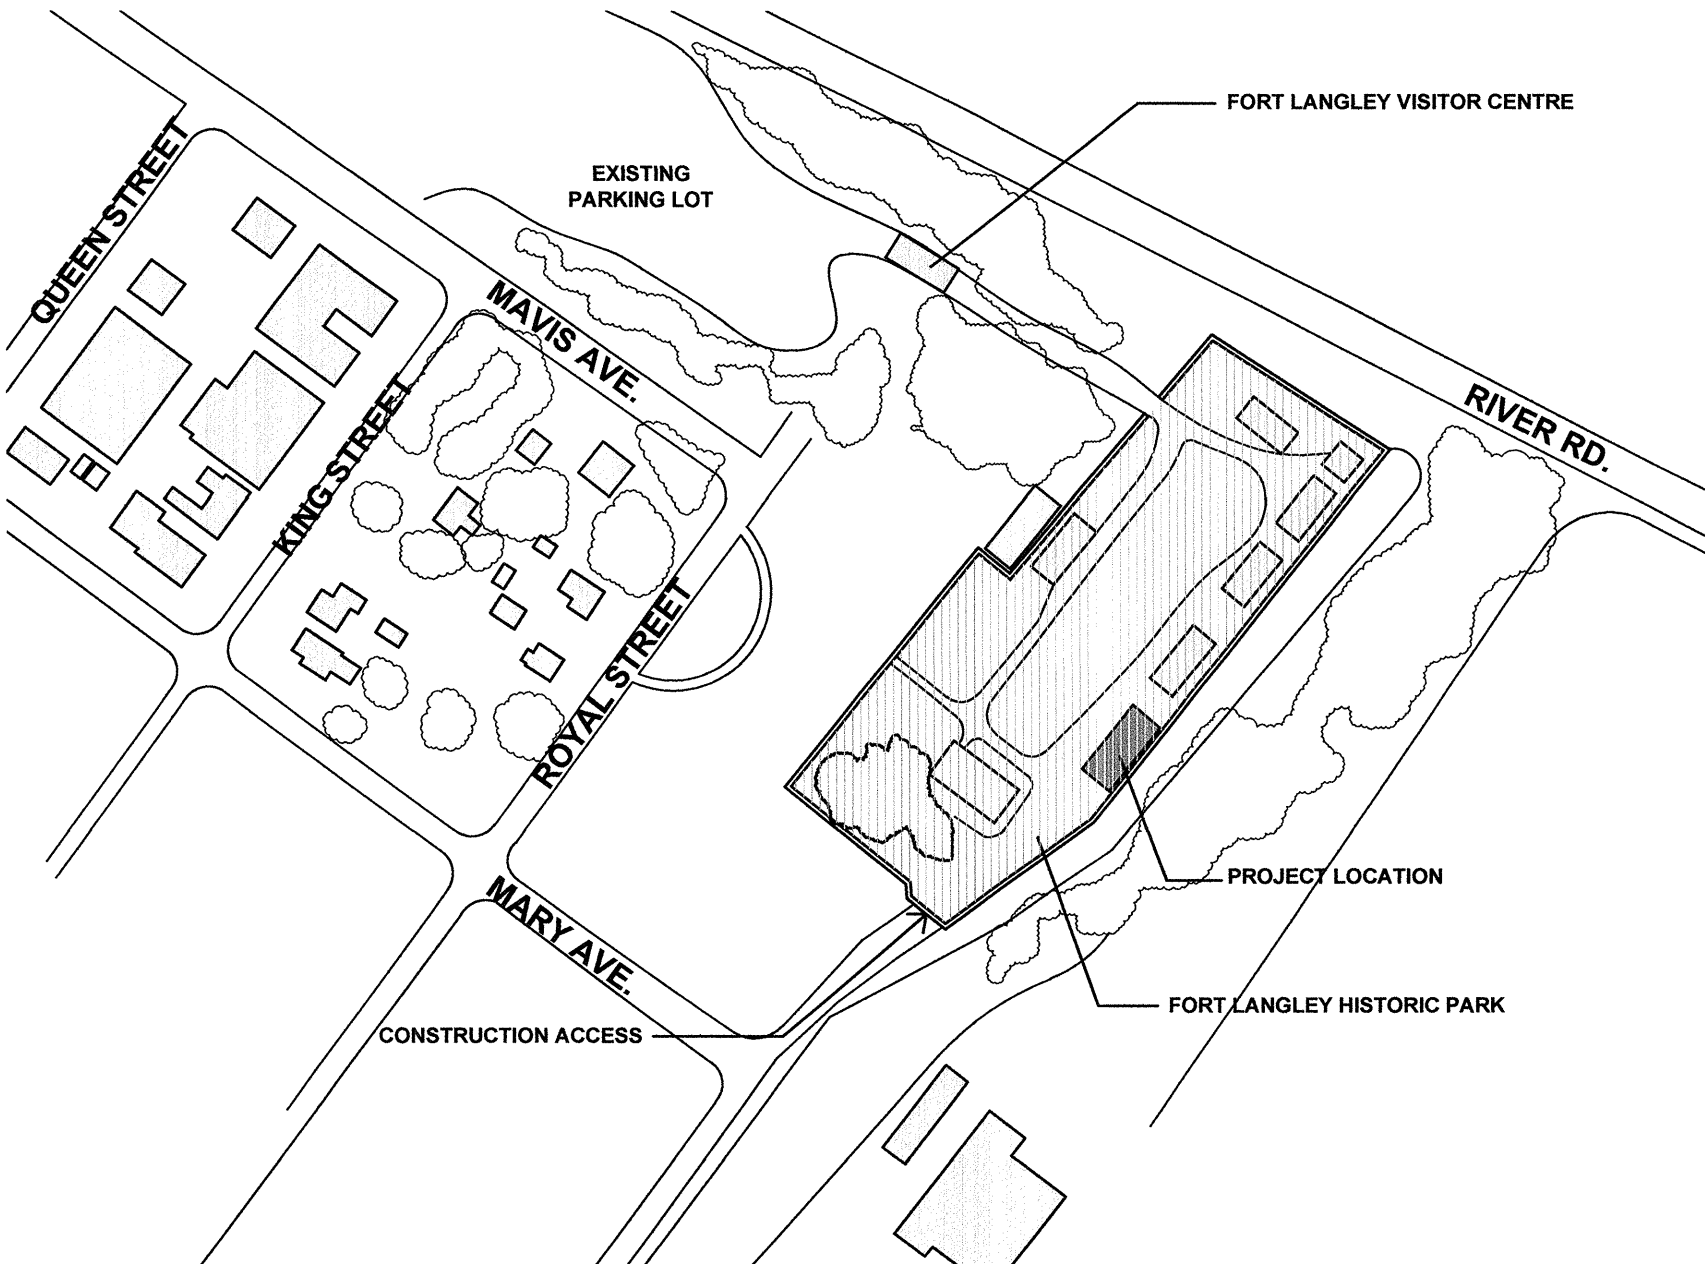 FORT LANGLEY VISITOR CENTRE
EXISTING
PARKING LOT
QUEEN STREET
MAVIS AVE.
KING STREET
RIVER RD.
ROYAL STREET
PROJECT LOCATION
MARY AVE.
FORT LANGLEY HISTORIC PARK
CONSTRUCTION ACCESS